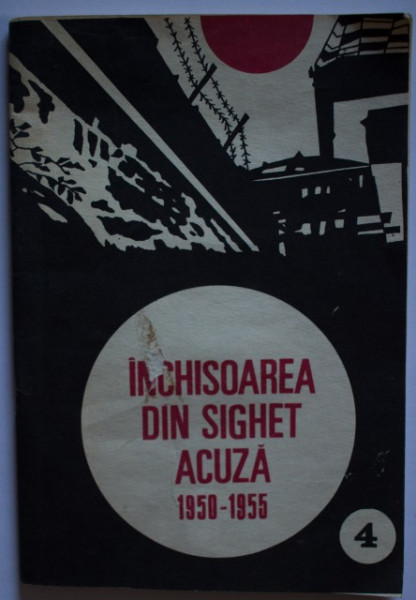 ÎNCHISOAREA
DIN SIGHET
ACUZĂ
1950-1955
4